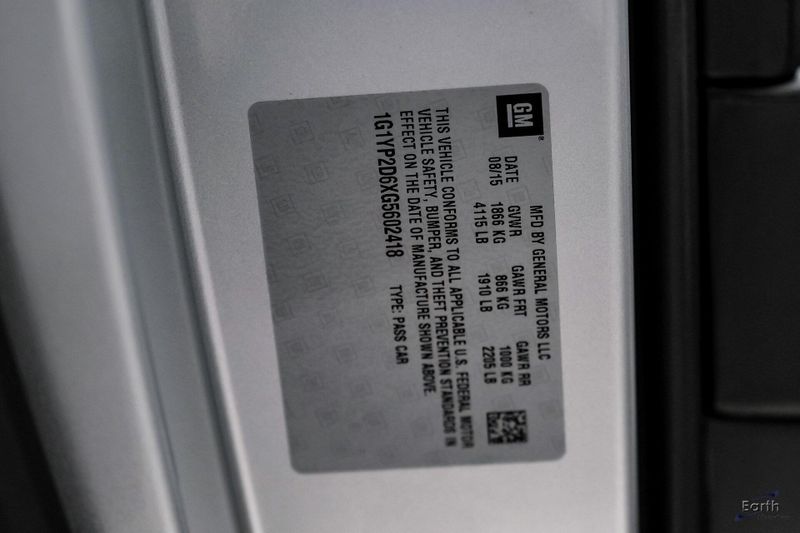 GM
MFD BY GENERAL MOTORS LLC
DATE GVWR GAWR FRT GAWR RR
08/15 1866 KG 866 KG 1000 KG
4115 LB 1910 LB 2205 LB
THIS VEHICLE CONFORMS TO ALL APPLICABLE U.S. FEDERAL MOTOR
VEHICLE SAFETY, BUMPER, AND THEFT PREVENTION STANDARDS IN
EFFECT ON THE DATE OF MANUFACTURE SHOWN ABOVE.
1G1YP2D6XG5602418 TYPE: PASS CAR
Earth